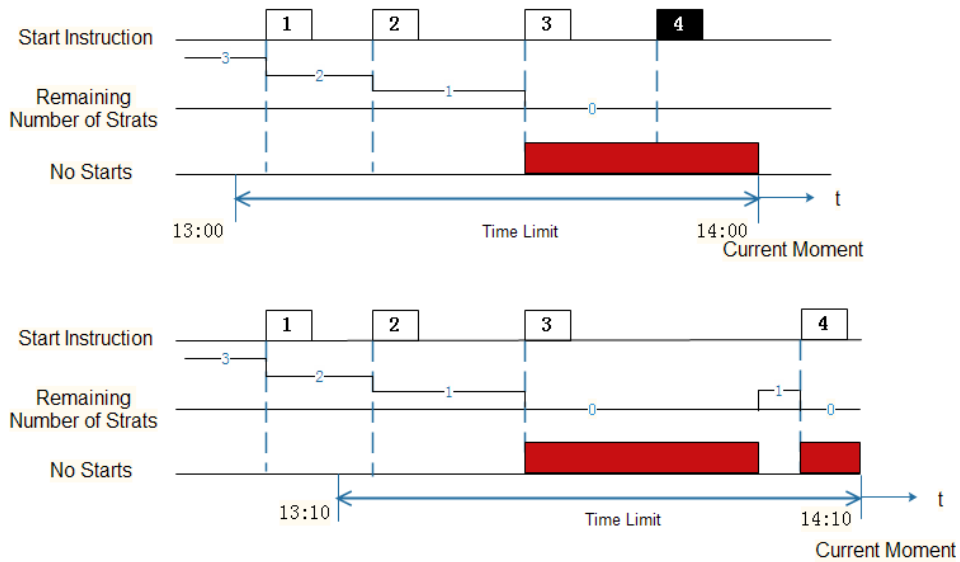 1 2 3 4
Start Instruction
3
2
Remaining
1
Number of Strats
0
No Starts
t
13:00
Time Limit
14:00
Current Moment
1 2 3 4
Start Instruction
3
2
Remaining
1 1
Number of Strats
0 0
No Starts
t
13:10
Time Limit
14:10
Current Moment